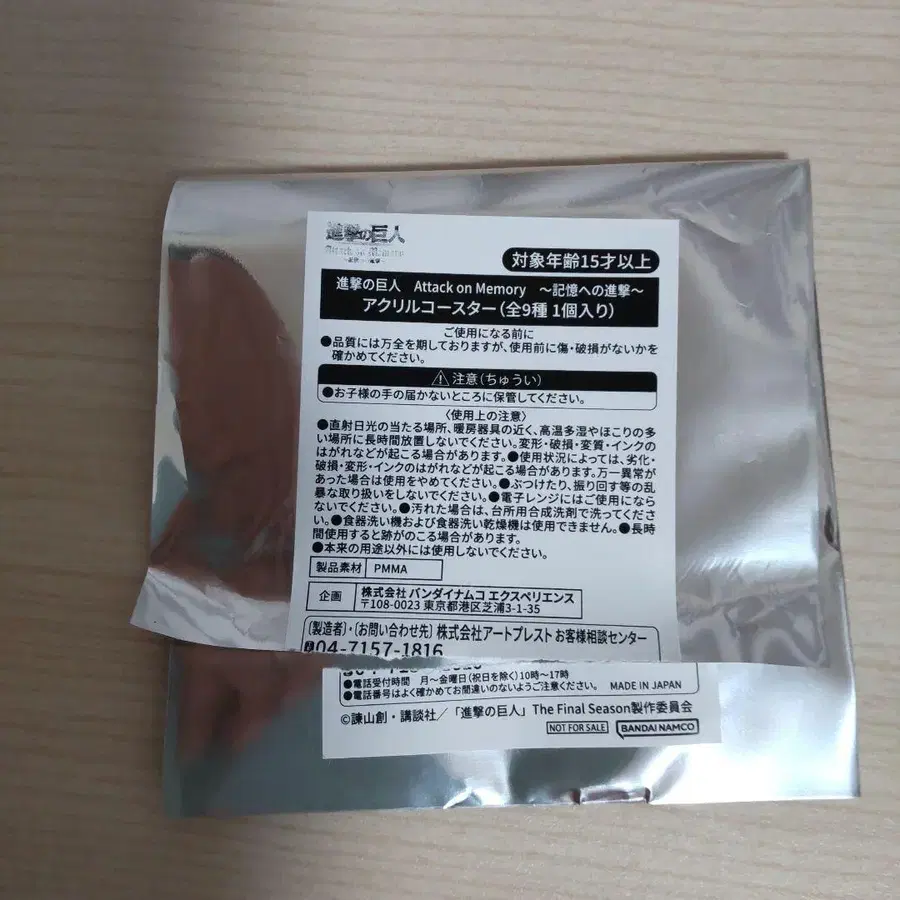 進撃の巨人
Attack on Memory
対象年齢15才以上
進撃の巨人 Attack on Memory ～記憶への進撃～
アクリルコースター(全9種 1個入り)
ご使用になる前に
●品質には万全を期しておりますが、使用前に傷・破損がないかを
確かめてください。
⚠注意(ちゅうい)
●お子様の手の届かないところに保管してください。
〈使用上の注意〉
●直射日光の当たる場所、暖房器具の近く、高温多湿やほこりの多
い場所に長時間放置しないでください。変形・破損・変質・インクの
はがれなどが起こる場合があります。●使用状況によっては、劣化・
破損・変形・インクのはがれなどが起こる場合があります。万一異常が
あった場合は使用をやめてください。●ぶつけたり、振り回す等の乱
暴な取り扱いをしないでください。●電子レンジにはご使用になら
ないでください。●汚れた場合は、台所用合成洗剤で洗ってくださ
い。●食器洗い機および食器洗い乾燥機は使用できません。●長時
間使用すると跡がのこる場合があります。
●本来の用途以外には使用しないでください。
製品素材 PMMA
企画 株式会社 バンダイナムコ エクスペリエンス
〒108-0023 東京都港区芝浦3-1-35
〔製造者〕・〔お問い合わせ先〕株式会社アートプレスト お客様相談センター
04-7157-1816
●電話受付時間 月～金曜日(祝日を除く)10時～17時
●電話番号はよく確かめてお間違いのないようご注意ください。 MADE IN JAPAN
©諫山創・講談社／「進撃の巨人」The Final Season製作委員会
NOT FOR SALE BANDAI NAMCO